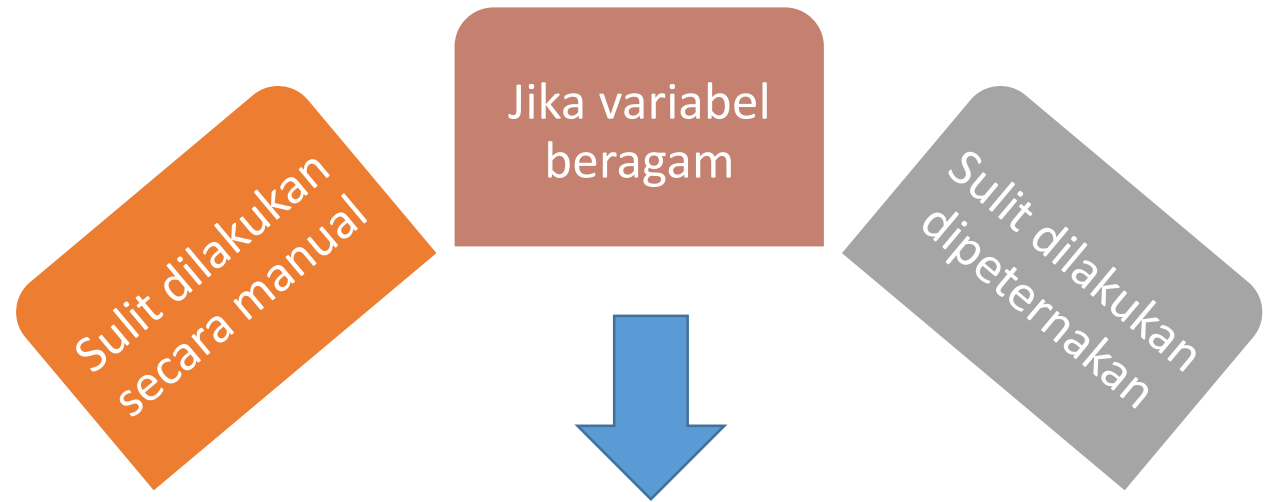 Sulit dilakukan
secara manual
Jika variabel
beragam
Sulit dilakukan
dipeternakan